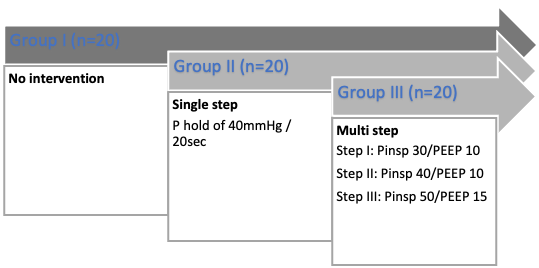 Group I (n=20)
No intervention
Group II (n=20)
Single step
P hold of 40mmHg /
20sec
Group III (n=20)
Multi step
Step I: Pinsp 30/PEEP 10
Step II: Pinsp 40/PEEP 10
Step III: Pinsp 50/PEEP 15